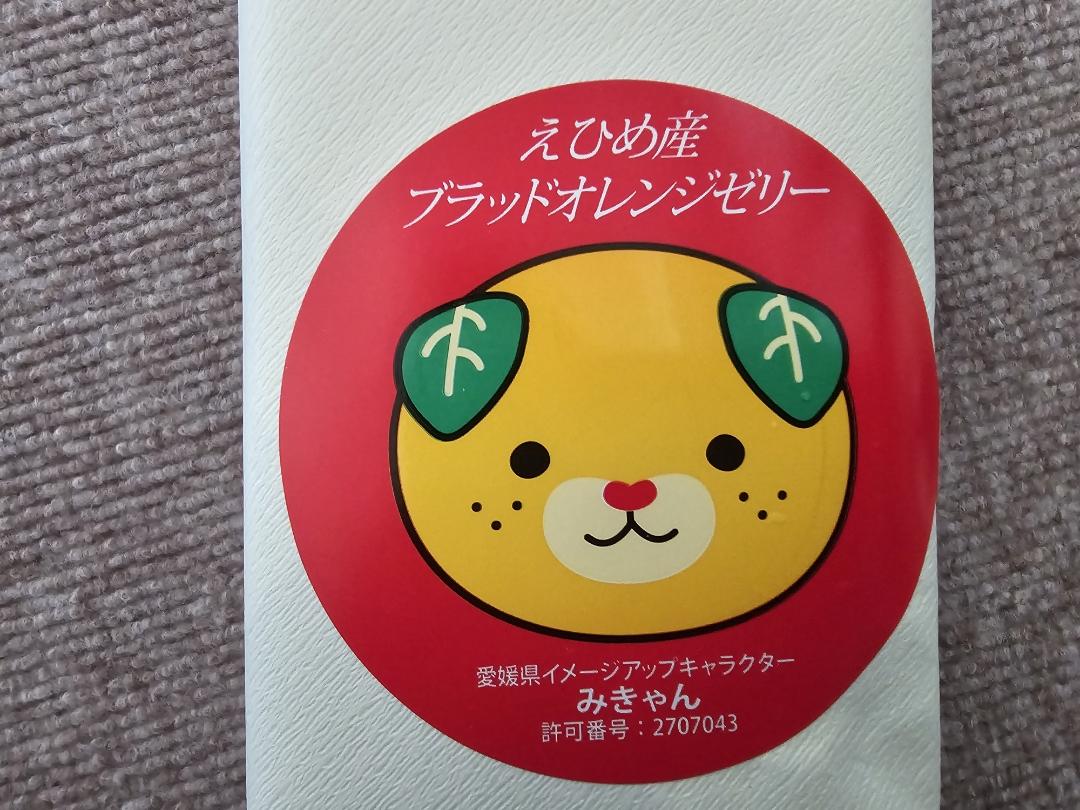 えひめ産
ブラッドオレンジゼリー
愛媛県イメージアップキャラクター
みきゃん
許可番号：2707043